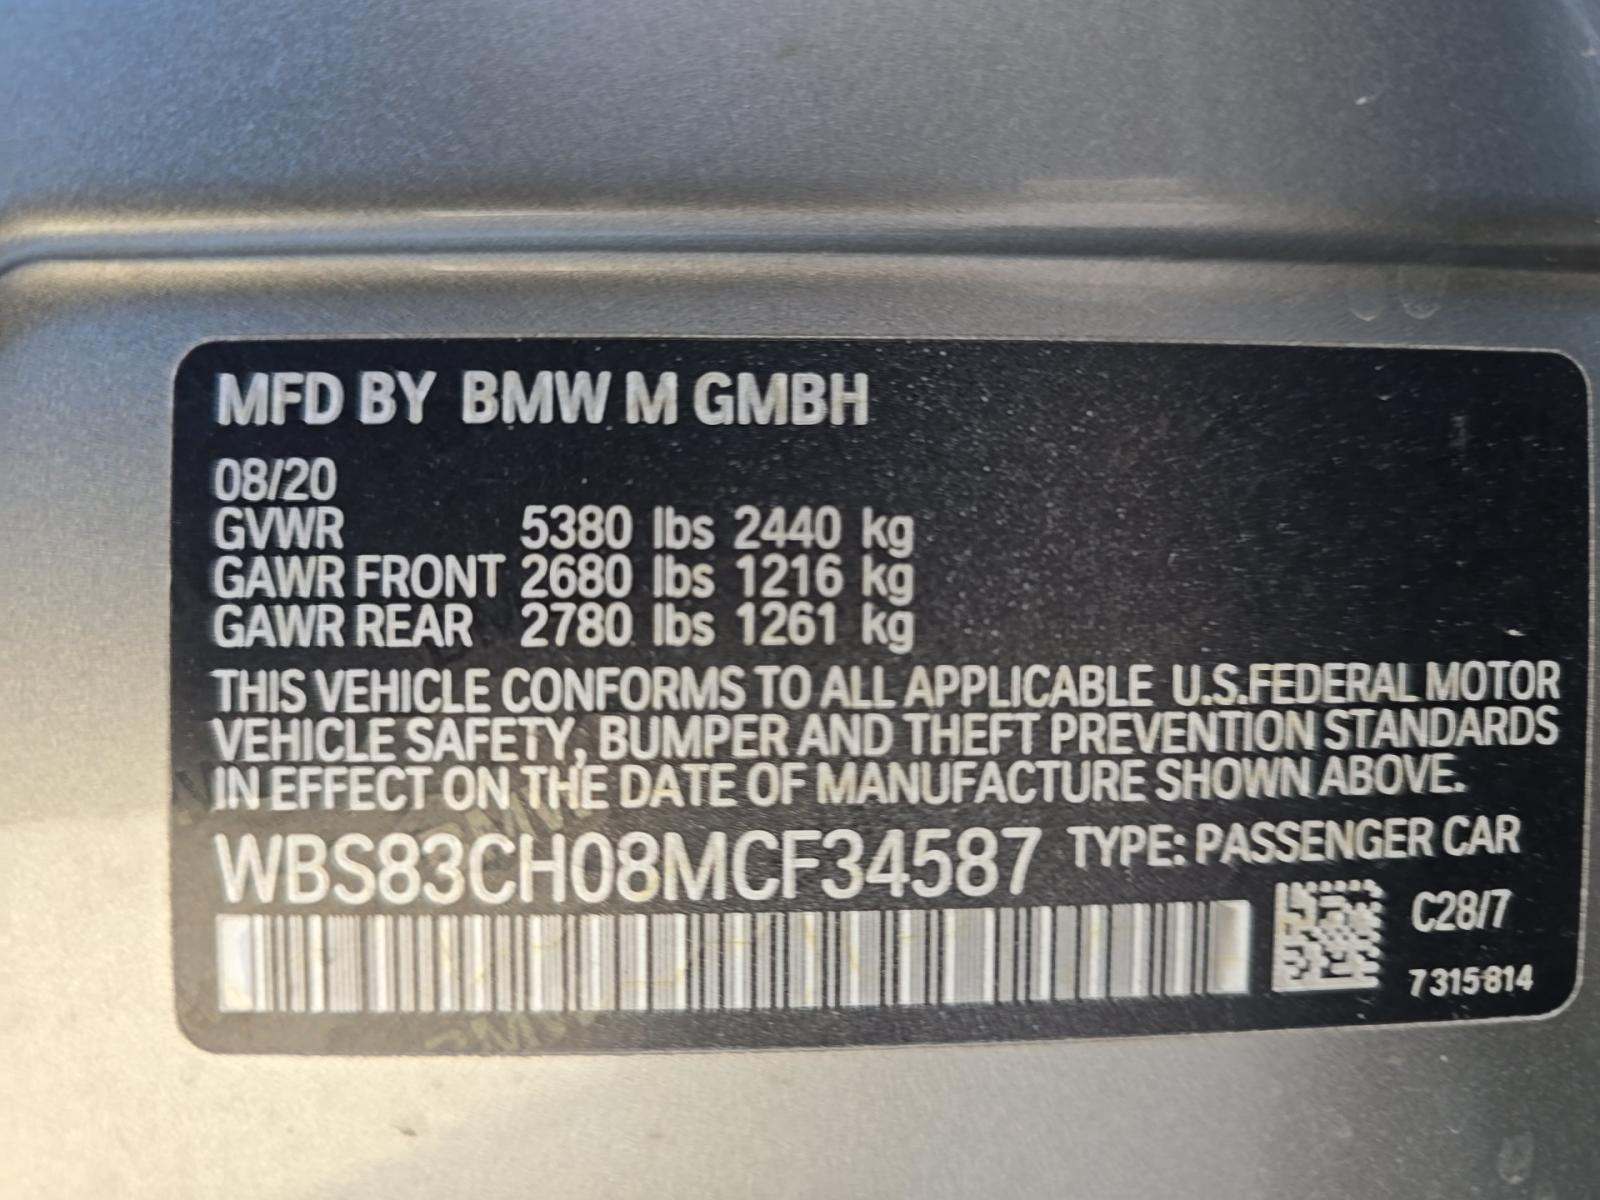 MFD BY BMW M GMBH
08/20
GVWR 5380 lbs 2440 kg
GAWR FRONT 2680 lbs 1216 kg
GAWR REAR 2780 lbs 1261 kg
THIS VEHICLE CONFORMS TO ALL APPLICABLE U.S.FEDERAL MOTOR
VEHICLE SAFETY, BUMPER AND THEFT PREVENTION STANDARDS
IN EFFECT ON THE DATE OF MANUFACTURE SHOWN ABOVE.
WBS83CH08MCF34587 TYPE: PASSENGER CAR
C28/7
7315814